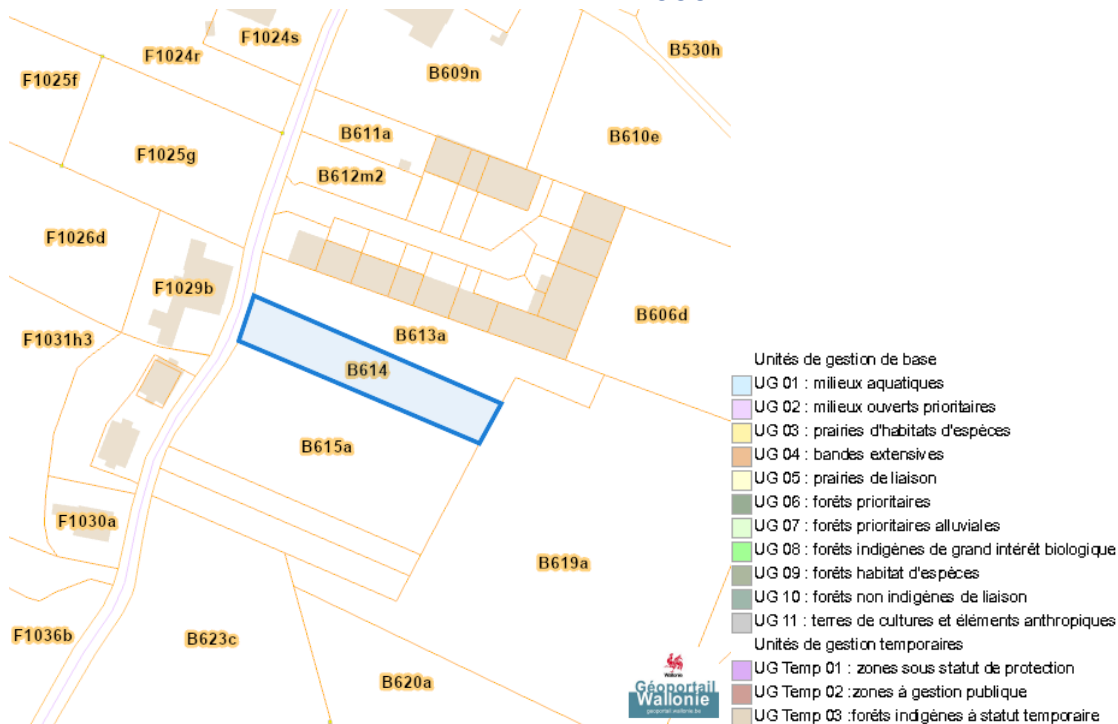 F1024s
B530h
F1024r
B609n
F1025f
B611a
B610e
F1025g
B612m2
F1026d
F1029b
B606d
F1031h3
B613a
B614
B615a
F1030a
B619a
F1036b
B623c
B620a
Wallonie
Géoportail
Wallonie
geoportail.wallonie.be
Unités de gestion de base
UG 01 : milieux aquatiques
UG 02 : milieux ouverts prioritaires
UG 03 : prairies d'habitats d'espèces
UG 04 : bandes extensives
UG 05 : prairies de liaison
UG 06 : forêts prioritaires
UG 07 : forêts prioritaires alluviales
UG 08 : forêts indigènes de grand intérêt biologique
UG 09 : forêts habitat d'espèces
UG 10 : forêts non indigènes de liaison
UG 11 : terres de cultures et éléments anthropiques
Unités de gestion temporaires
UG Temp 01 : zones sous statut de protection
UG Temp 02 :zones à gestion publique
UG Temp 03 :forêts indigènes à statut temporaire